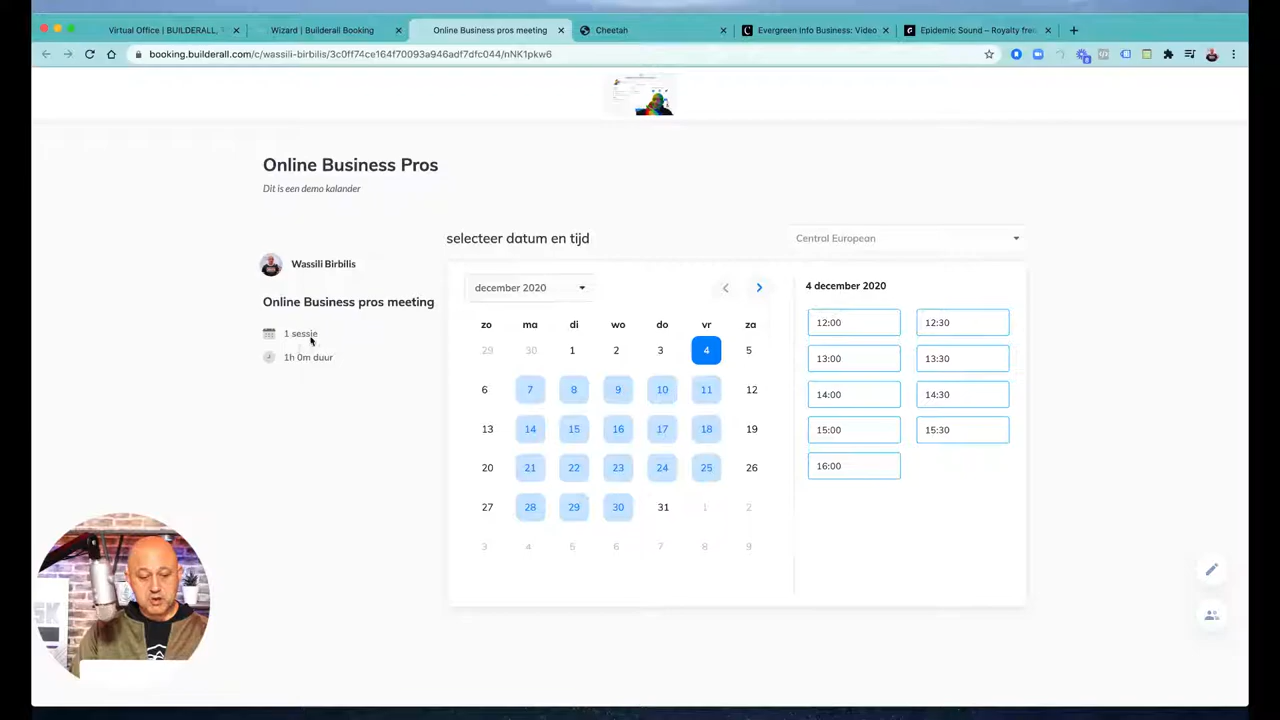 Virtual Office | BUILDERALL,
Wizard | Builderall Booking
Online Business pros meeting
Cheetah
Evergreen Info Business: Video
Epidemic Sound – Royalty free
booking.builderall.com/c/wassili-birbilis/3c0ff74ce164f70093a946adf7dfc044/nNK1pkw6
Online Business Pros
Dit is een demo kalander
selecteer datum en tijd
Central European
Wassili Birbilis
Online Business pros meeting
1 sessie
1h 0m duur
december 2020
zo ma di wo do vr za
29 30 1 2 3 4 5
6 7 8 9 10 11 12
13 14 15 16 17 18 19
20 21 22 23 24 25 26
27 28 29 30 31 1 2
3 4 5 6 7 8 9
4 december 2020
12:00 12:30
13:00 13:30
14:00 14:30
15:00 15:30
16:00